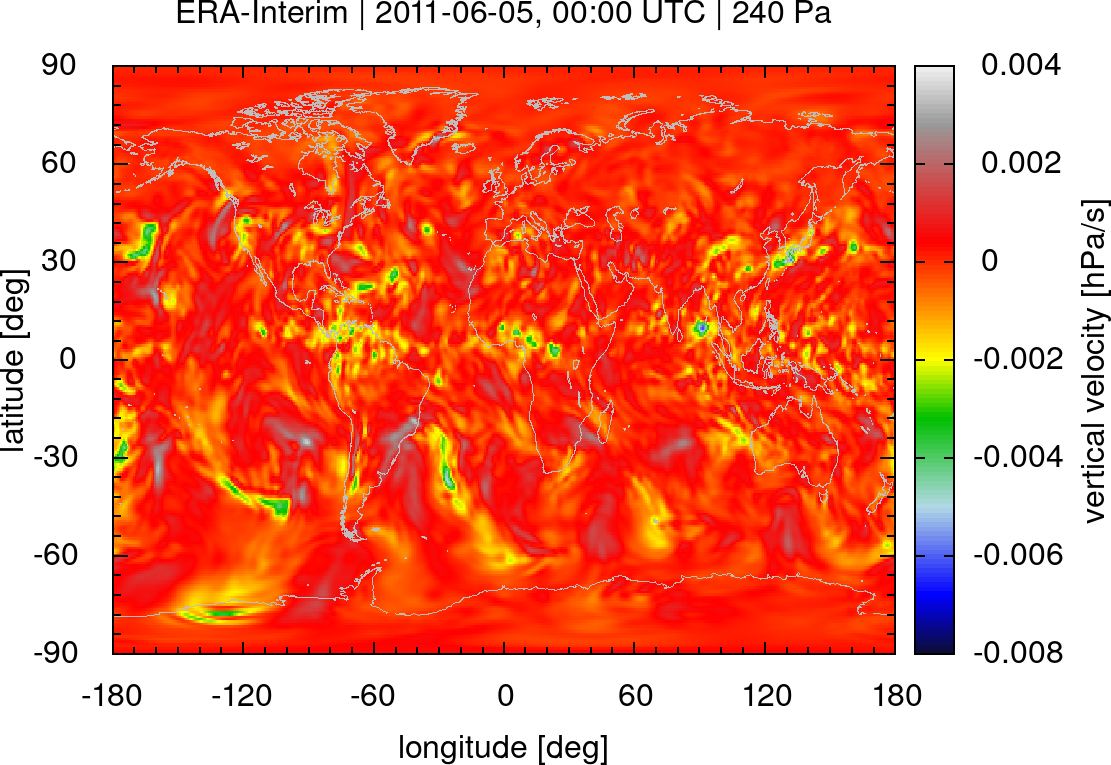 ERA-Interim | 2011-06-05, 00:00 UTC | 240 Pa
90
60
30
0
-30
-60
-90
latitude [deg]
-180 -120 -60 0 60 120 180
longitude [deg]
0.004
0.002
0
-0.002
-0.004
-0.006
-0.008
vertical velocity [hPa/s]